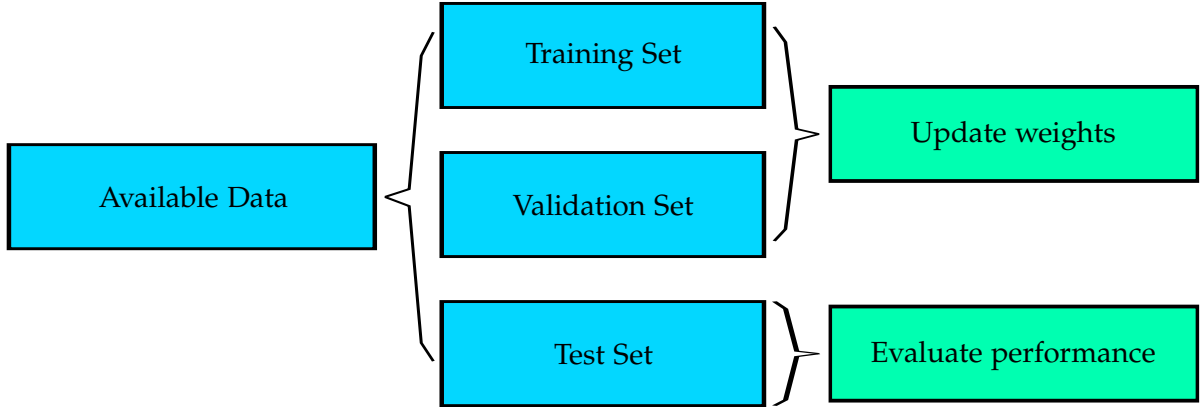 Available Data
Training Set
Validation Set
Test Set
Update weights
Evaluate performance